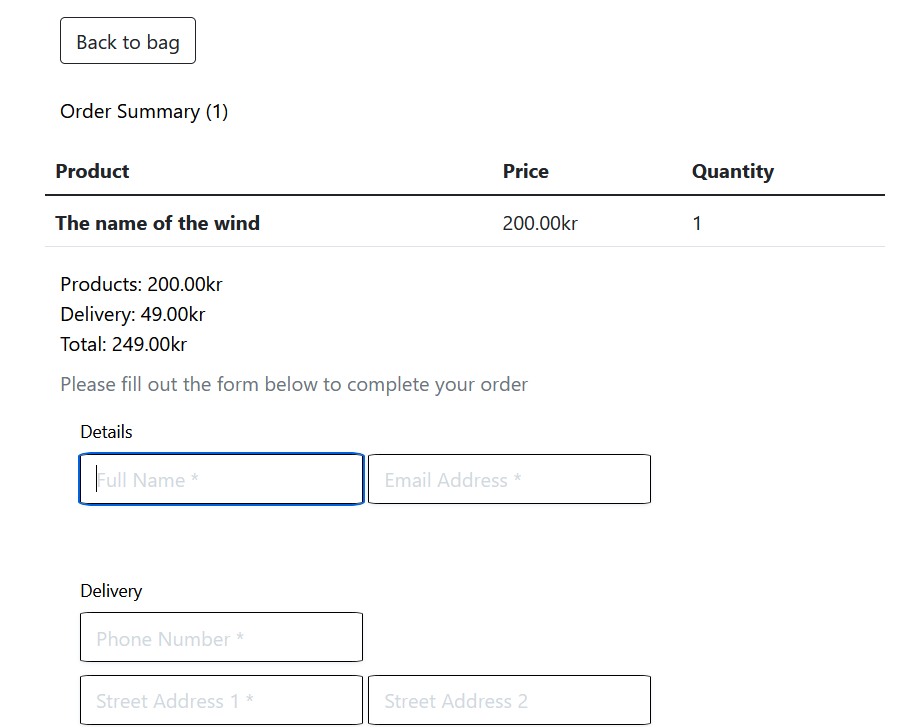 Back to bag
Order Summary (1)
Product Price Quantity
The name of the wind 200.00kr 1
Products: 200.00kr
Delivery: 49.00kr
Total: 249.00kr
Please fill out the form below to complete your order
Details
Full Name * Email Address *
Delivery
Phone Number *
Street Address 1 * Street Address 2